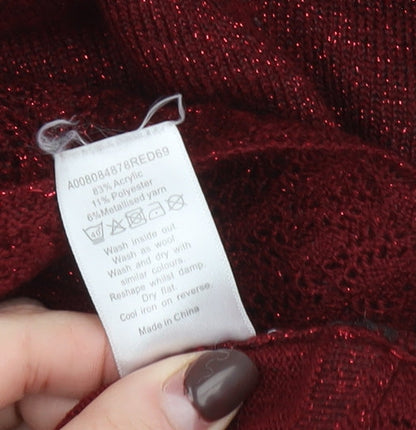 A008084878RED69
83% Acrylic
11% Polyester
6% Metallised yarn
Wash inside out.
Wash as wool
Wash and dry with
similar colours.
Reshape whilst damp.
Dry flat.
Cool iron on reverse.
Made in China